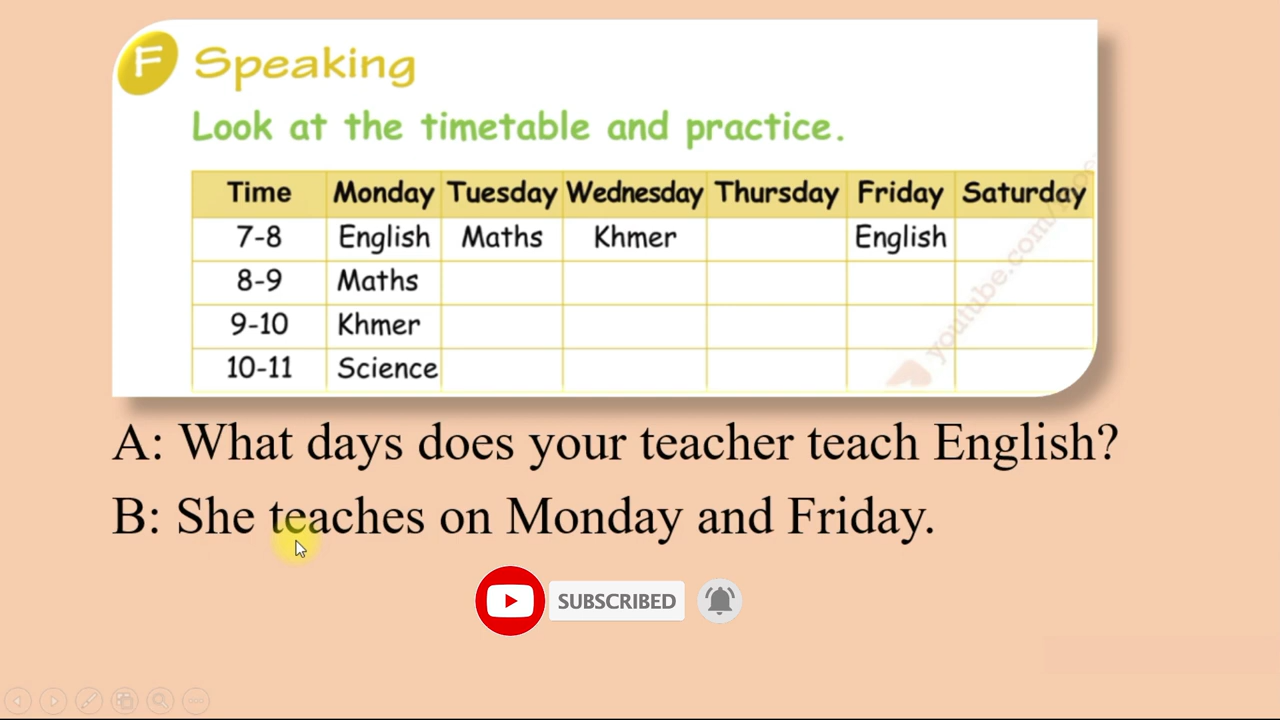 F Speaking
Look at the timetable and practice.
Time Monday Tuesday Wednesday Thursday Friday Saturday
7-8 English Maths Khmer English
8-9 Maths
9-10 Khmer
10-11 Science
youtube.com/
A: What days does your teacher teach English?
B: She teaches on Monday and Friday.
SUBSCRIBED